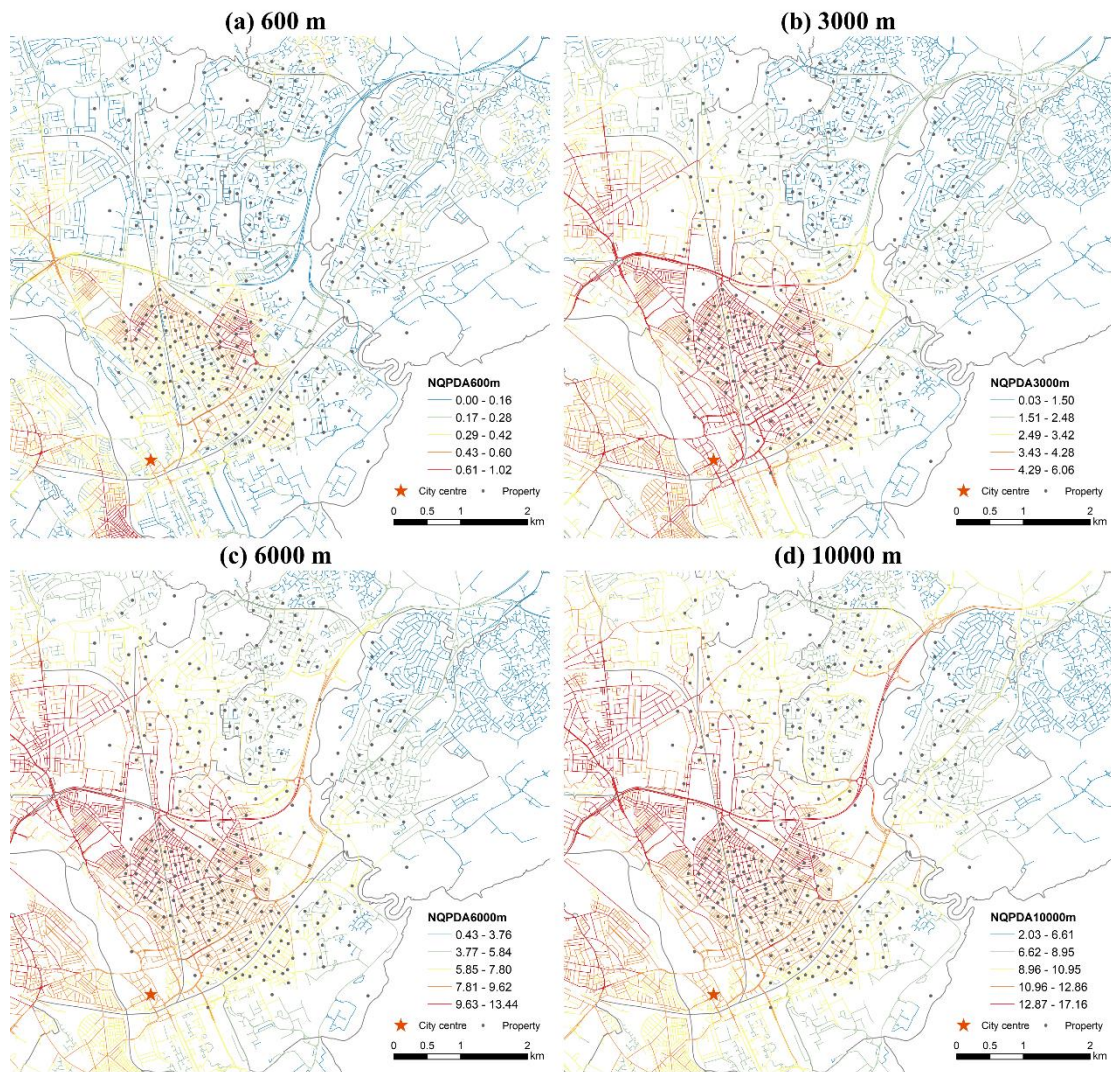 (a) 600 m
(b) 3000 m
NQPDA600m
0.00 - 0.16
0.17 - 0.28
0.29 - 0.42
0.43 - 0.60
0.61 - 1.02
City centre
Property
0 0.5 1 2
km
NQPDA3000m
0.03 - 1.50
1.51 - 2.48
2.49 - 3.42
3.43 - 4.28
4.29 - 6.06
City centre
Property
0 0.5 1 2
km
(c) 6000 m
(d) 10000 m
NQPDA6000m
0.43 - 3.76
3.77 - 5.84
5.85 - 7.80
7.81 - 9.62
9.63 - 13.44
City centre
Property
0 0.5 1 2
km
NQPDA10000m
2.03 - 6.61
6.62 - 8.95
8.96 - 10.95
10.96 - 12.86
12.87 - 17.16
City centre
Property
0 0.5 1 2
km